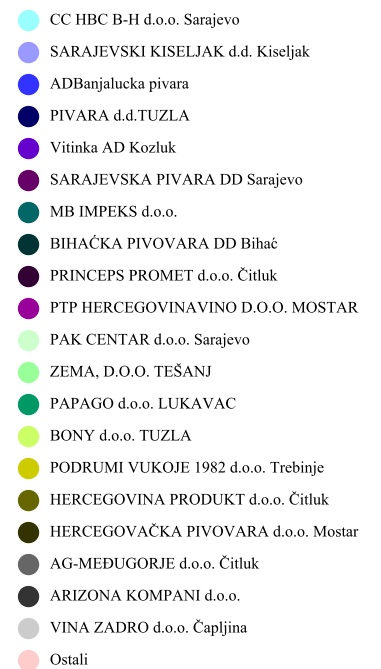 CC HBC B-H d.o.o. Sarajevo
SARAJEVSKI KISELJAK d.d. Kiseljak
ADBanjalucka pivara
PIVARA d.d.TUZLA
Vitinka AD Kozluk
SARAJEVSKA PIVARA DD Sarajevo
MB IMPEKS d.o.o.
BIHAĆKA PIVOVARA DD Bihać
PRINCEPS PROMET d.o.o. Čitluk
PTP HERCEGOVINAVINO D.O.O. MOSTAR
PAK CENTAR d.o.o. Sarajevo
ZEMA, D.O.O. TEŠANJ
PAPAGO d.o.o. LUKAVAC
BONY d.o.o. TUZLA
PODRUMI VUKOJE 1982 d.o.o. Trebinje
HERCEGOVINA PRODUKT d.o.o. Čitluk
HERCEGOVAČKA PIVOVARA d.o.o. Mostar
AG-MEĐUGORJE d.o.o. Čitluk
ARIZONA KOMPANI d.o.o.
VINA ZADRO d.o.o. Čapljina
Ostali